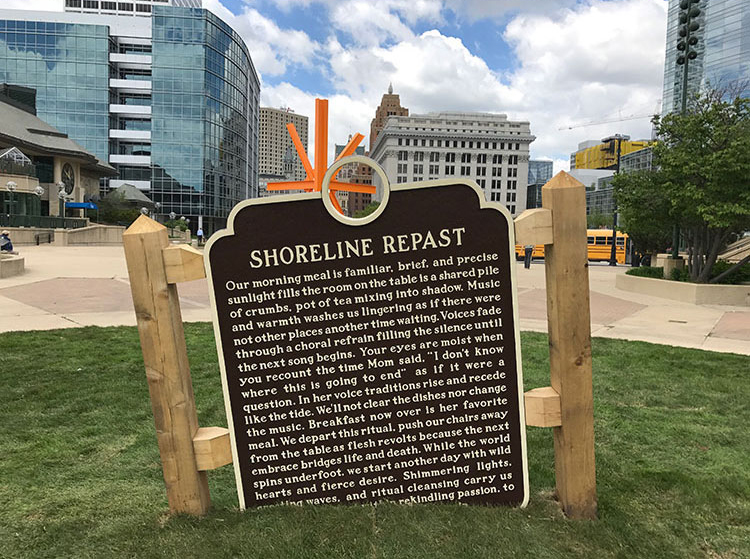 SHORELINE REPAST
Our morning meal is familiar, brief, and precise
sunlight fills the room on the table is a shared pile
of crumbs, pot of tea mixing into shadow. Music
and warmth washes us lingering as if there were
not other places another time waiting. Voices fade
through a choral refrain filling the silence until
the next song begins. Your eyes are moist when
you recount the time Mom said, "I don't know
where this is going to end" as if it were a
question. In her voice traditions rise and recede
like the tide. We'll not clear the dishes nor change
the music. Breakfast now over is her favorite
meal. We depart this ritual, push our chairs away
from the table as flesh revolts because the next
embrace bridges life and death. While the world
spins underfoot, we start another day with wild
hearts and fierce desire. Shimmering lights,
waves, and ritual cleansing carry us
rekindling passion, to